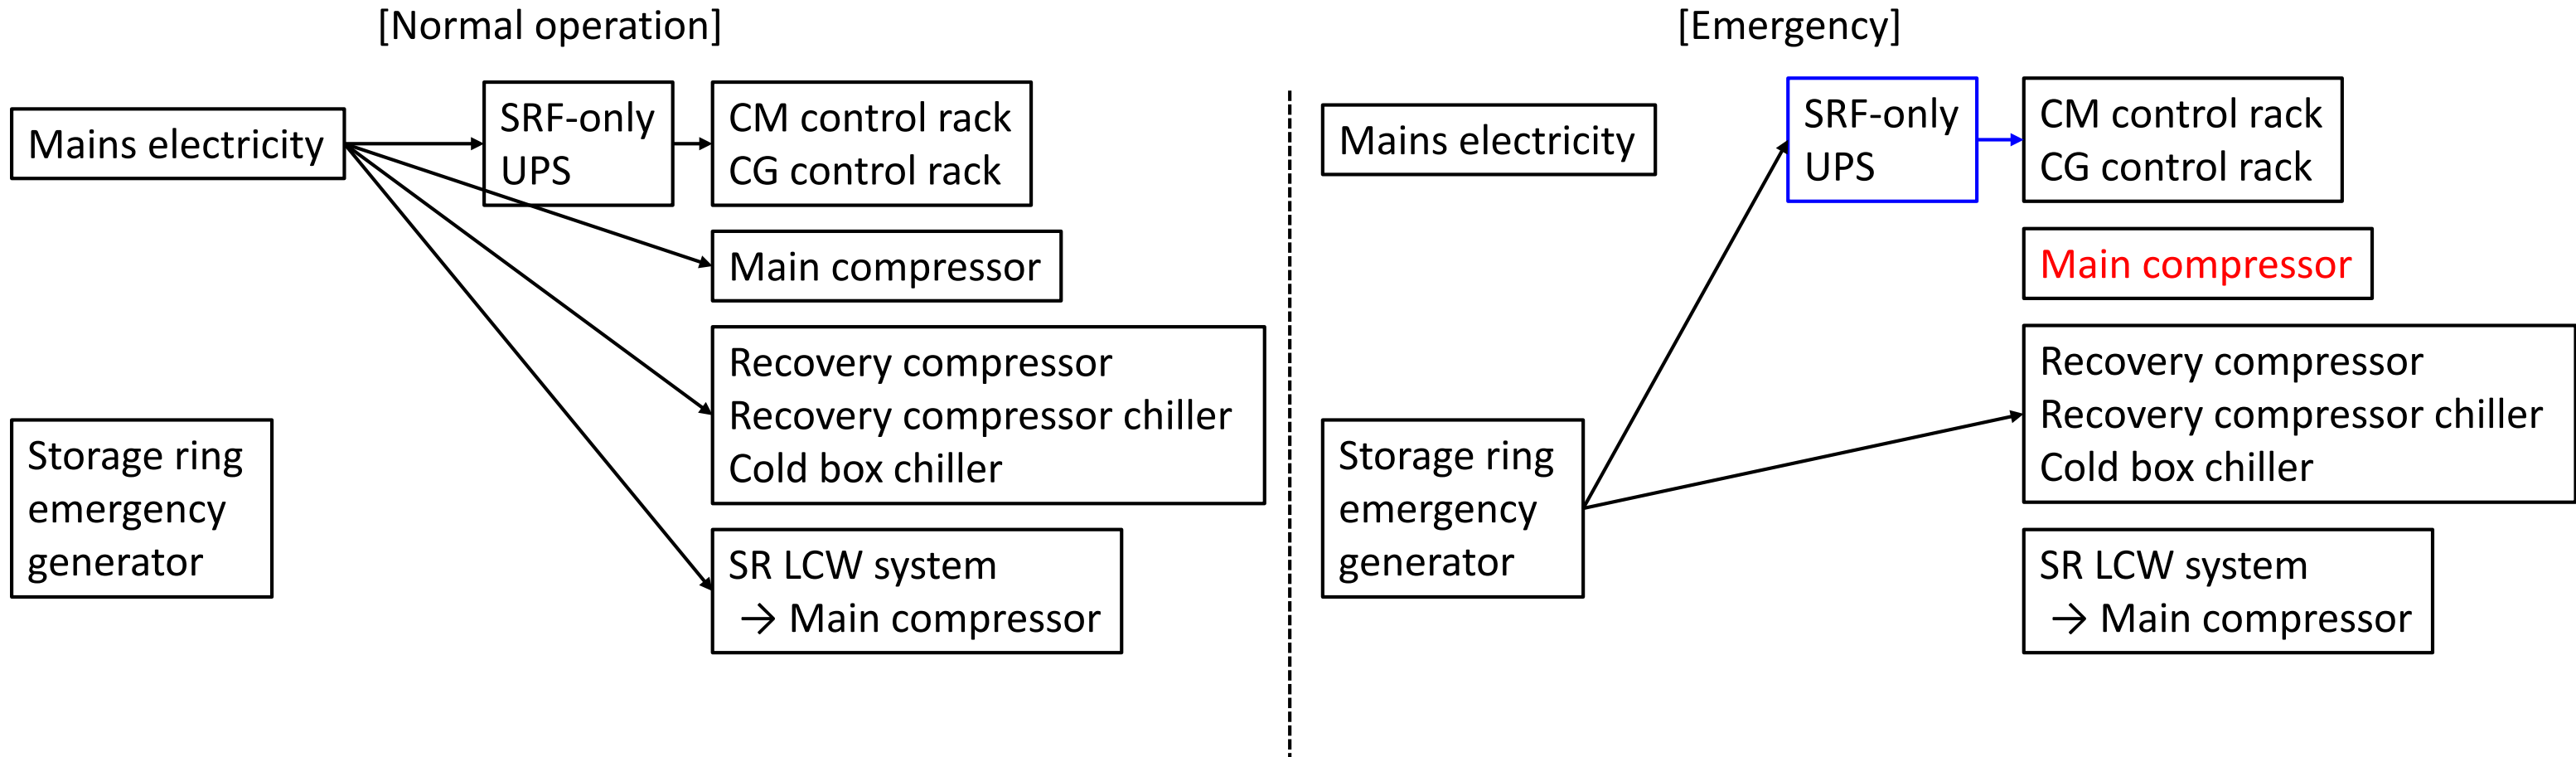 [Normal operation]
Mains electricity
SRF-only
UPS
CM control rack
CG control rack
Main compressor
Recovery compressor
Recovery compressor chiller
Cold box chiller
Storage ring
emergency
generator
SR LCW system
→ Main compressor
[Emergency]
Mains electricity
SRF-only
UPS
CM control rack
CG control rack
Main compressor
Recovery compressor
Recovery compressor chiller
Cold box chiller
Storage ring
emergency
generator
SR LCW system
→ Main compressor